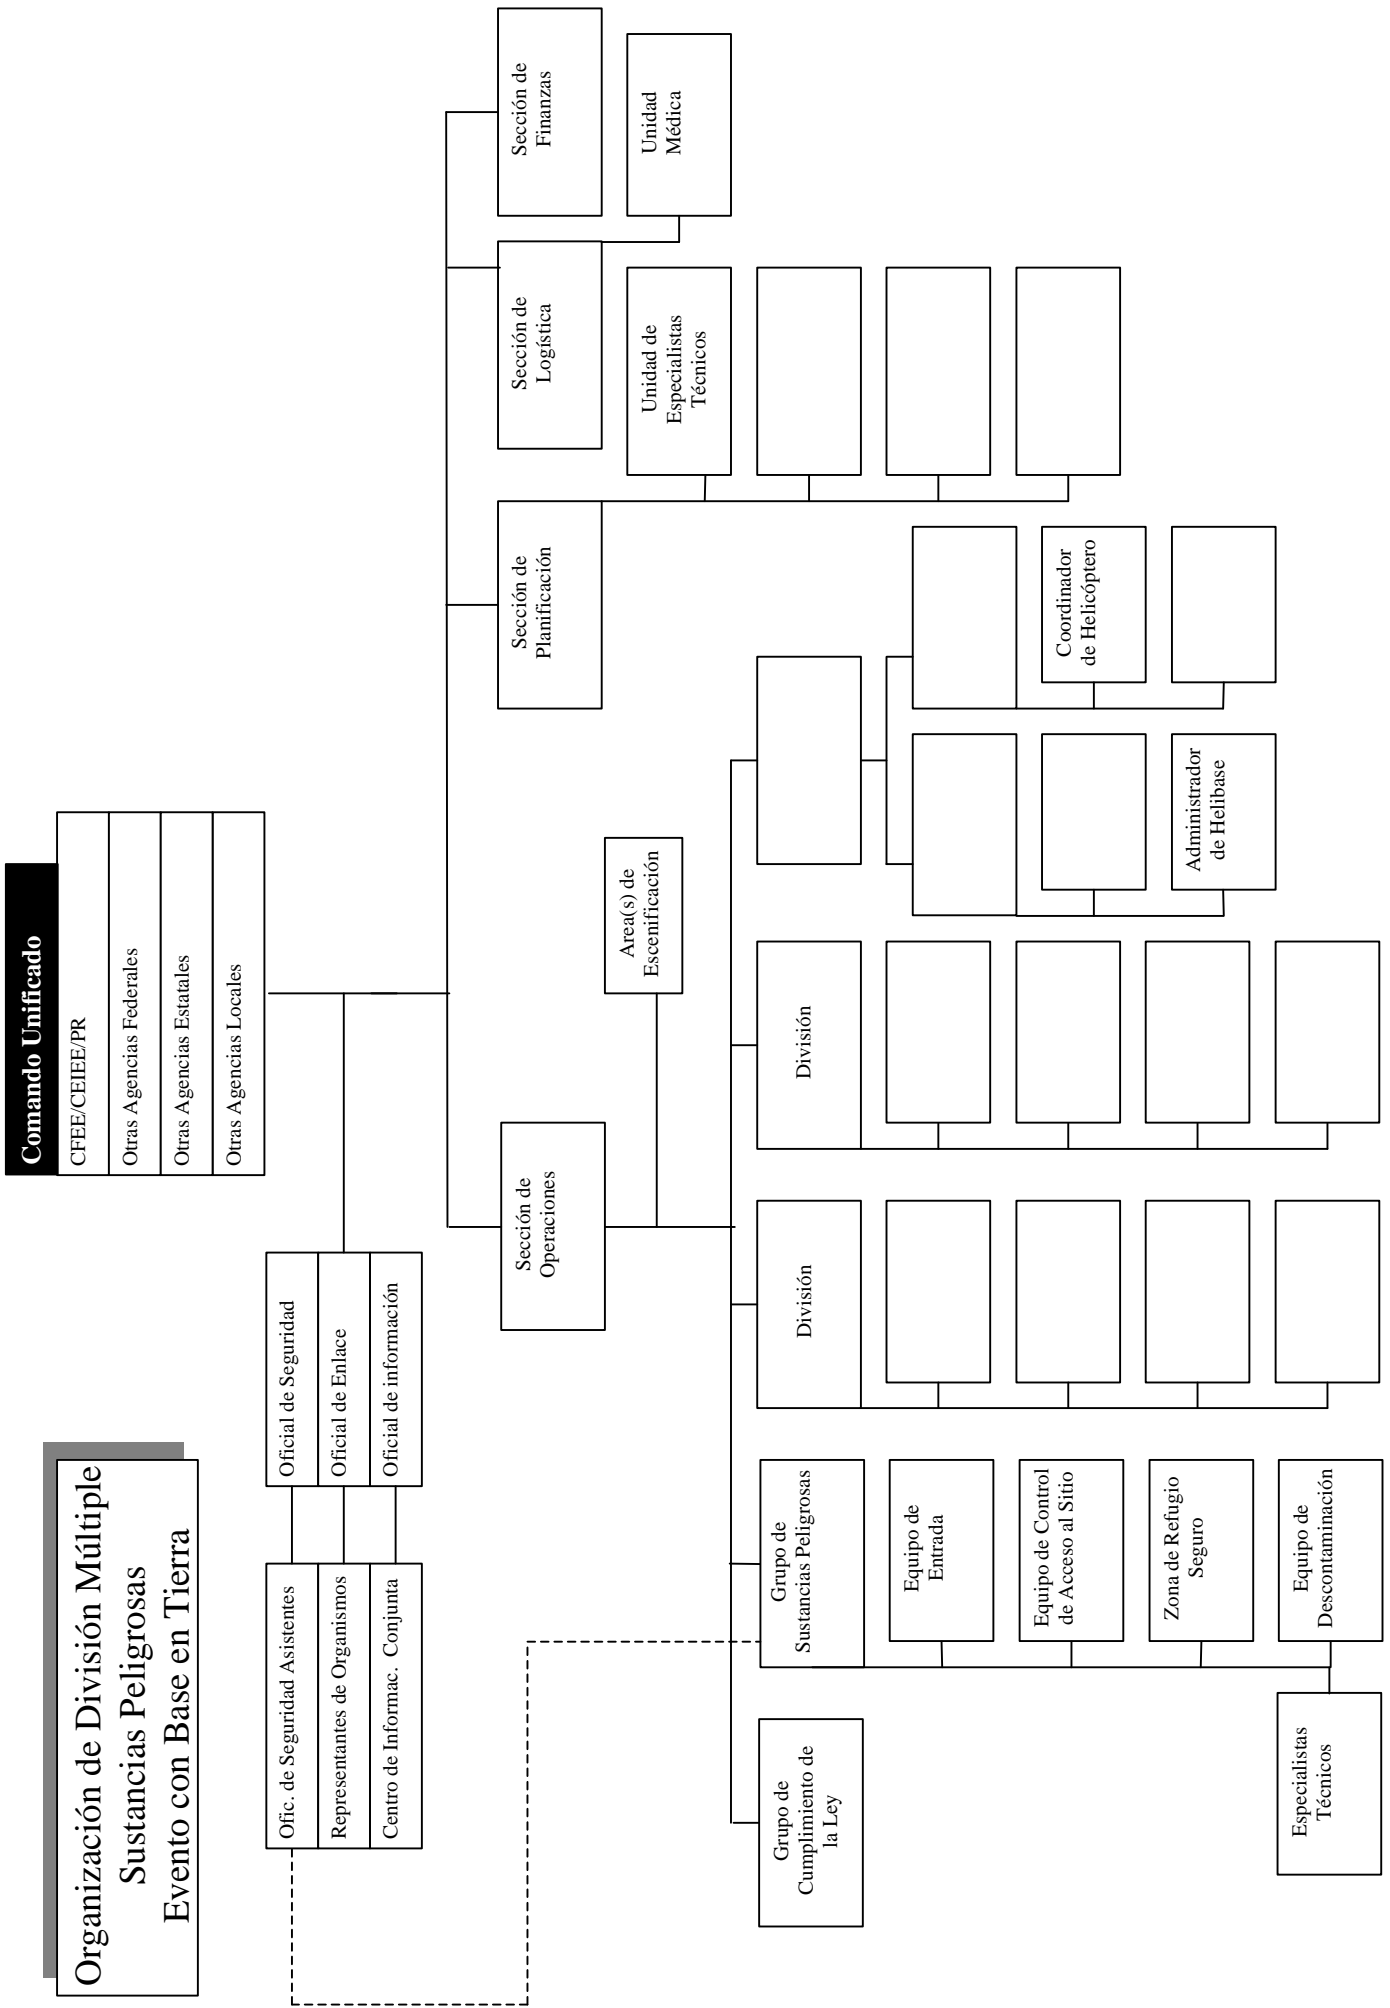 Organización de División Múltiple
Sustancias Peligrosas
Evento con Base en Tierra
Comando Unificado
CFEE/CEIEE/PR
Otras Agencias Federales
Otras Agencias Estatales
Otras Agencias Locales
Ofic. de Seguridad Asistentes
Representantes de Organismos
Centro de Informac. Conjunta
Oficial de Seguridad
Oficial de Enlace
Oficial de información
Sección de
Operaciones
Sección de
Planificación
Sección de
Logística
Sección de
Finanzas
Area(s) de
Escenificación
Unidad de
Especialistas
Técnicos
Unidad
Médica
Grupo de
Cumplimiento de
la Ley
Grupo de
Sustancias Peligrosas
División
División
Equipo de
Entrada
Equipo de Control
de Acceso al Sitio
Coordinador
de Helicóptero
Zona de Refugio
Seguro
Administrador
de Helibase
Especialistas
Técnicos
Equipo de
Descontaminación